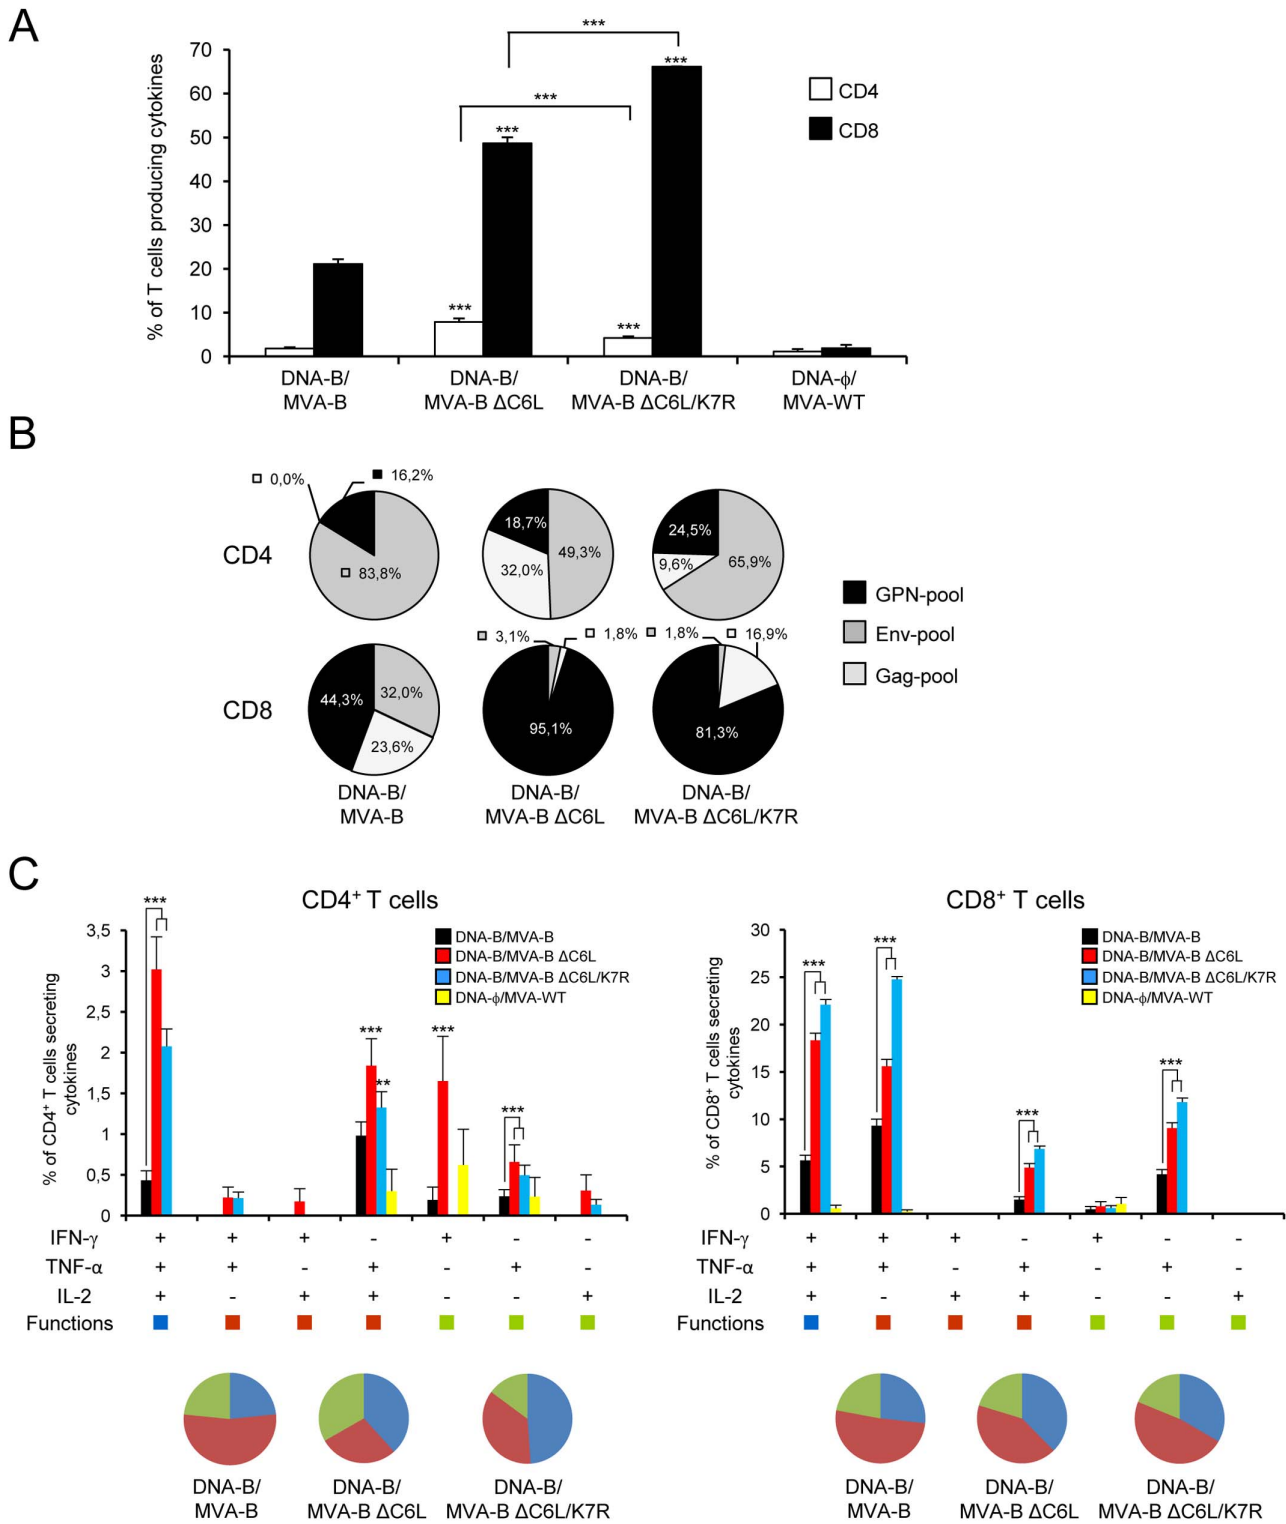 A
***
***
***
***
***
***
% of T cells producing cytokines
70
60
50
40
30
20
10
0
CD4
CD8
DNA-B/
MVA-B
DNA-B/
MVA-B ΔC6L
DNA-B/
MVA-B ΔC6L/K7R
DNA-ϕ/
MVA-WT
B
0,0%
16,2%
83,8%
18,7%
49,3%
32,0%
24,5%
9,6%
65,9%
CD4
3,1%
1,8%
1,8%
16,9%
44,3%
32,0%
23,6%
95,1%
81,3%
CD8
GPN-pool
Env-pool
Gag-pool
DNA-B/
MVA-B
DNA-B/
MVA-B ΔC6L
DNA-B/
MVA-B ΔC6L/K7R
C
CD4+ T cells
***
***
**
***
***
DNA-B/MVA-B
DNA-B/MVA-B ΔC6L
DNA-B/MVA-B ΔC6L/K7R
DNA-ϕ/MVA-WT
% of CD4+ T cells secreting
cytokines
3,5
3
2,5
2
1,5
1
0,5
0
IFN-γ + + + - + - -
TNF-α + + - + - + -
IL-2 + - + + - - +
Functions
DNA-B/
MVA-B
DNA-B/
MVA-B ΔC6L
DNA-B/
MVA-B ΔC6L/K7R
CD8+ T cells
***
***
***
***
DNA-B/MVA-B
DNA-B/MVA-B ΔC6L
DNA-B/MVA-B ΔC6L/K7R
DNA-ϕ/MVA-WT
% of CD8+ T cells secreting
cytokines
30
25
20
15
10
5
0
IFN-γ + + + - + - -
TNF-α + + - + - + -
IL-2 + - + + - - +
Functions
DNA-B/
MVA-B
DNA-B/
MVA-B ΔC6L
DNA-B/
MVA-B ΔC6L/K7R